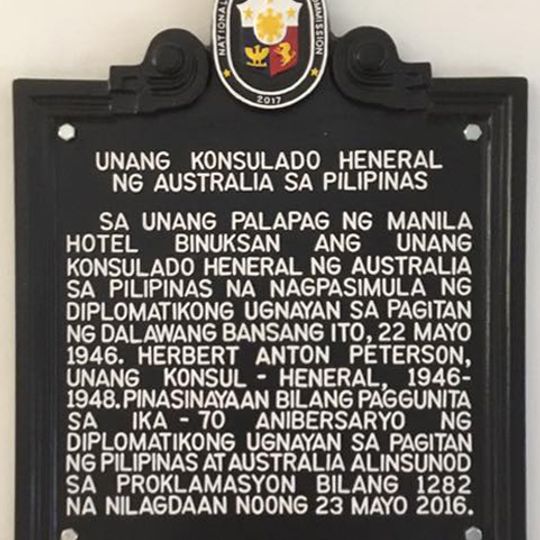 NATIONAL
COMMISSION
2017
UNANG KONSULADO HENERAL
NG AUSTRALIA SA PILIPINAS
SA UNANG PALAPAG NG MANILA
HOTEL BINUKSAN ANG UNANG
KONSULADO HENERAL NG AUSTRALIA
SA PILIPINAS NA NAGPASIMULA NG
DIPLOMATIKONG UGNAYAN SA PAGITAN
NG DALAWANG BANSANG ITO, 22 MAYO
1946. HERBERT ANTON PETERSON,
UNANG KONSUL - HENERAL, 1946-
1948. PINASINAYAAN BILANG PAGGUNITA
SA IKA - 70 ANIBERSARYO NG
DIPLOMATIKONG UGNAYAN SA PAGITAN
NG PILIPINAS AT AUSTRALIA ALINSUNOD
SA PROKLAMASYON BILANG 1282
NA NILAGDAAN NOONG 23 MAYO 2016.